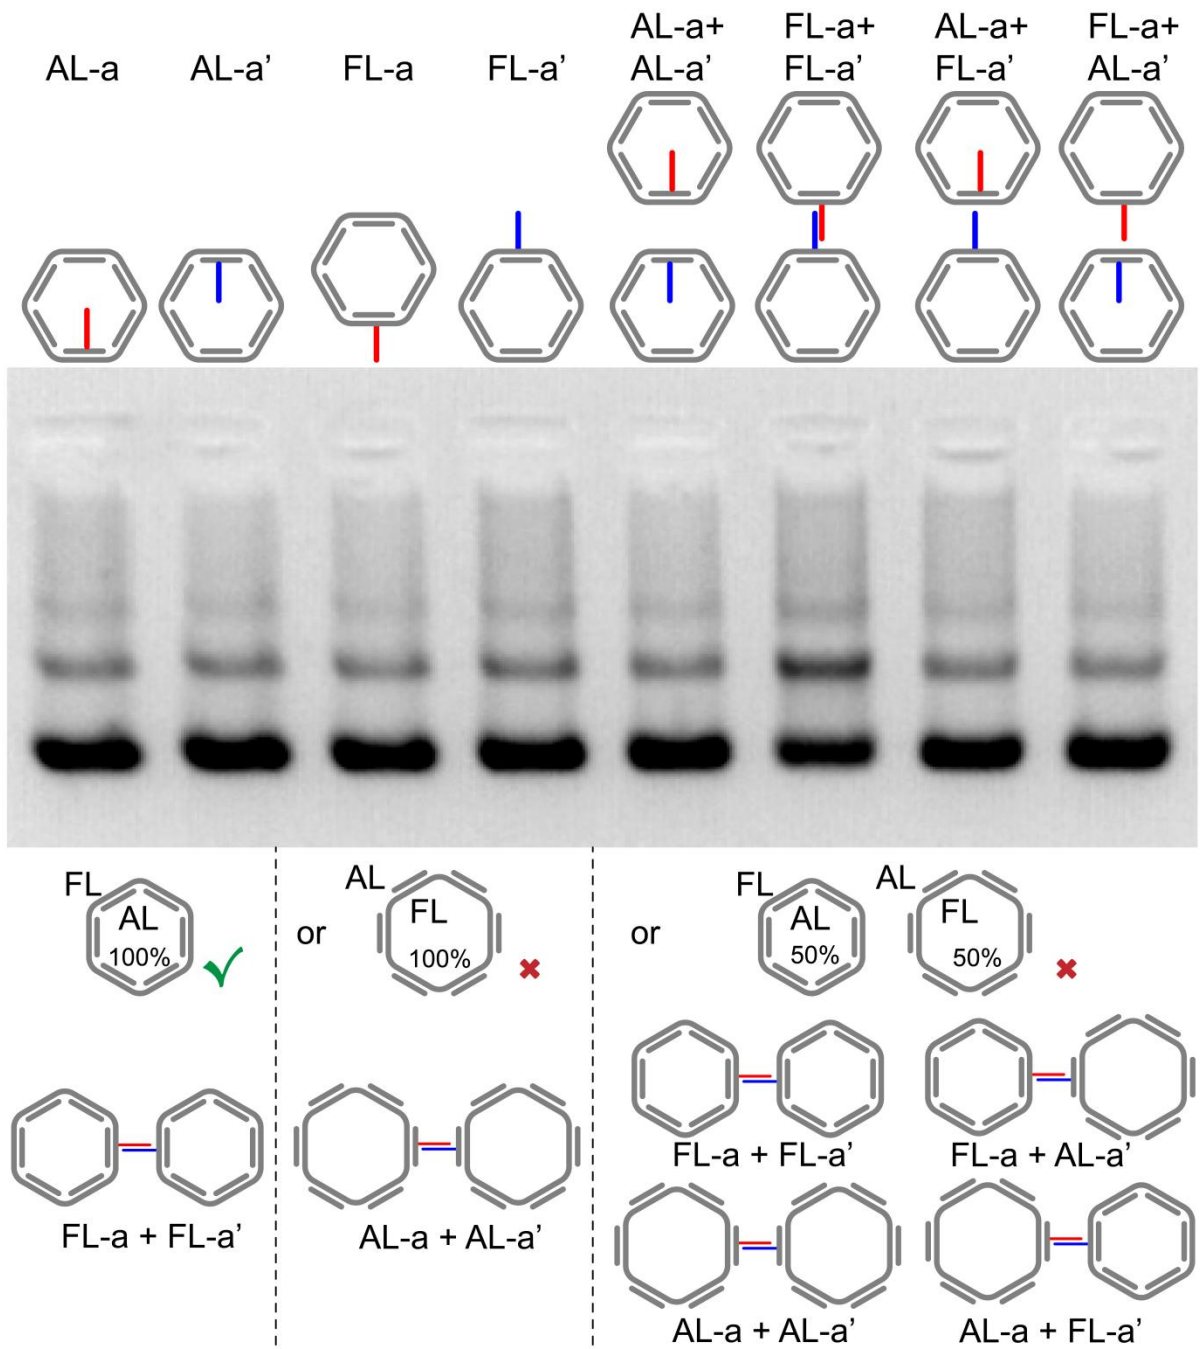 AL-a
AL-a’
FL-a
FL-a’
AL-a+
AL-a’
FL-a+
FL-a’
AL-a+
FL-a’
FL-a+
AL-a’
FL
AL
100%
or
AL
FL
100%
or
FL
AL
50%
AL
FL
50%
FL-a + FL-a’
AL-a + AL-a’
FL-a + FL-a’
FL-a + AL-a’
AL-a + AL-a’
AL-a + FL-a’